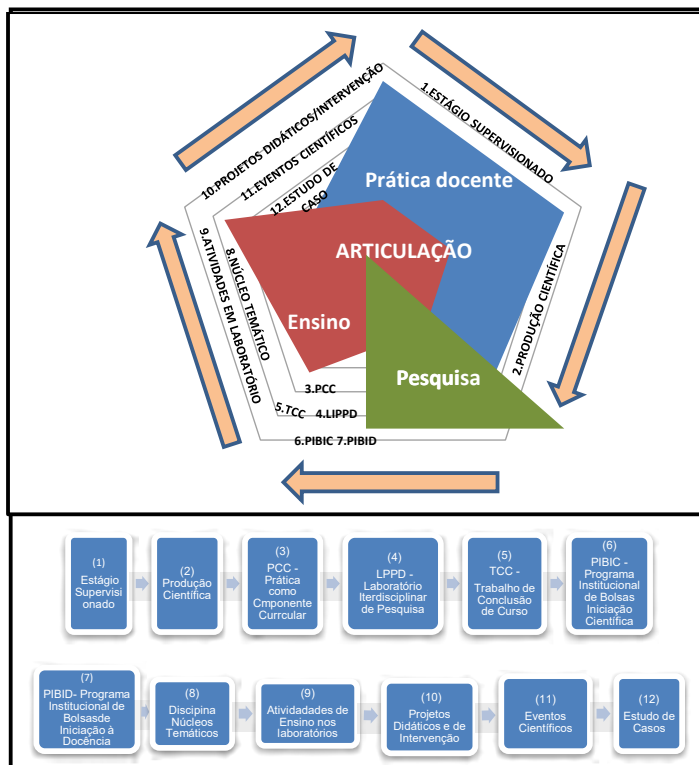 10.PROJETOS DIDÁTICOS/INTERVENÇÃO
11.EVENTOS CIENTÍFICOS
12.ESTUDO DE
CASO
1.ESTÁGIO SUPERVISIONADO
Prática docente
ARTICULAÇÃO
9.ATIVIDADES EM LABORATÓRIO
8.NÚCLEO TEMÁTICO
2.PRODUÇÃO CIENTÍFICA
Ensino
Pesquisa
3.PCC
5.TCC
4.LIPPD
6.PIBIC 7.PIBID
(1)
Estágio
Supervisi
onado
(2)
Produção
Científica
(3)
PCC -
Prática
como
Cmponente
Currcular
(4)
LPPD -
Laboratório
Iterdisciplinar
de Pesquisa
(5)
TCC -
Trabalho de
Conclusão
de Curso
(6)
PIBIC -
Programa
Institucional
de Bolsas
Iniciação
Científica
(7)
PIBID- Programa
Institucional de
Bolsasde
Iniciação à
Docência
(8)
Discipina
Núcleos
Temáticos
(9)
Atividadades de
Ensino nos
laboratórios
(10)
Projetos
Didáticos e de
Intervenção
(11)
Eventos
Científicos
(12)
Estudo de
Casos